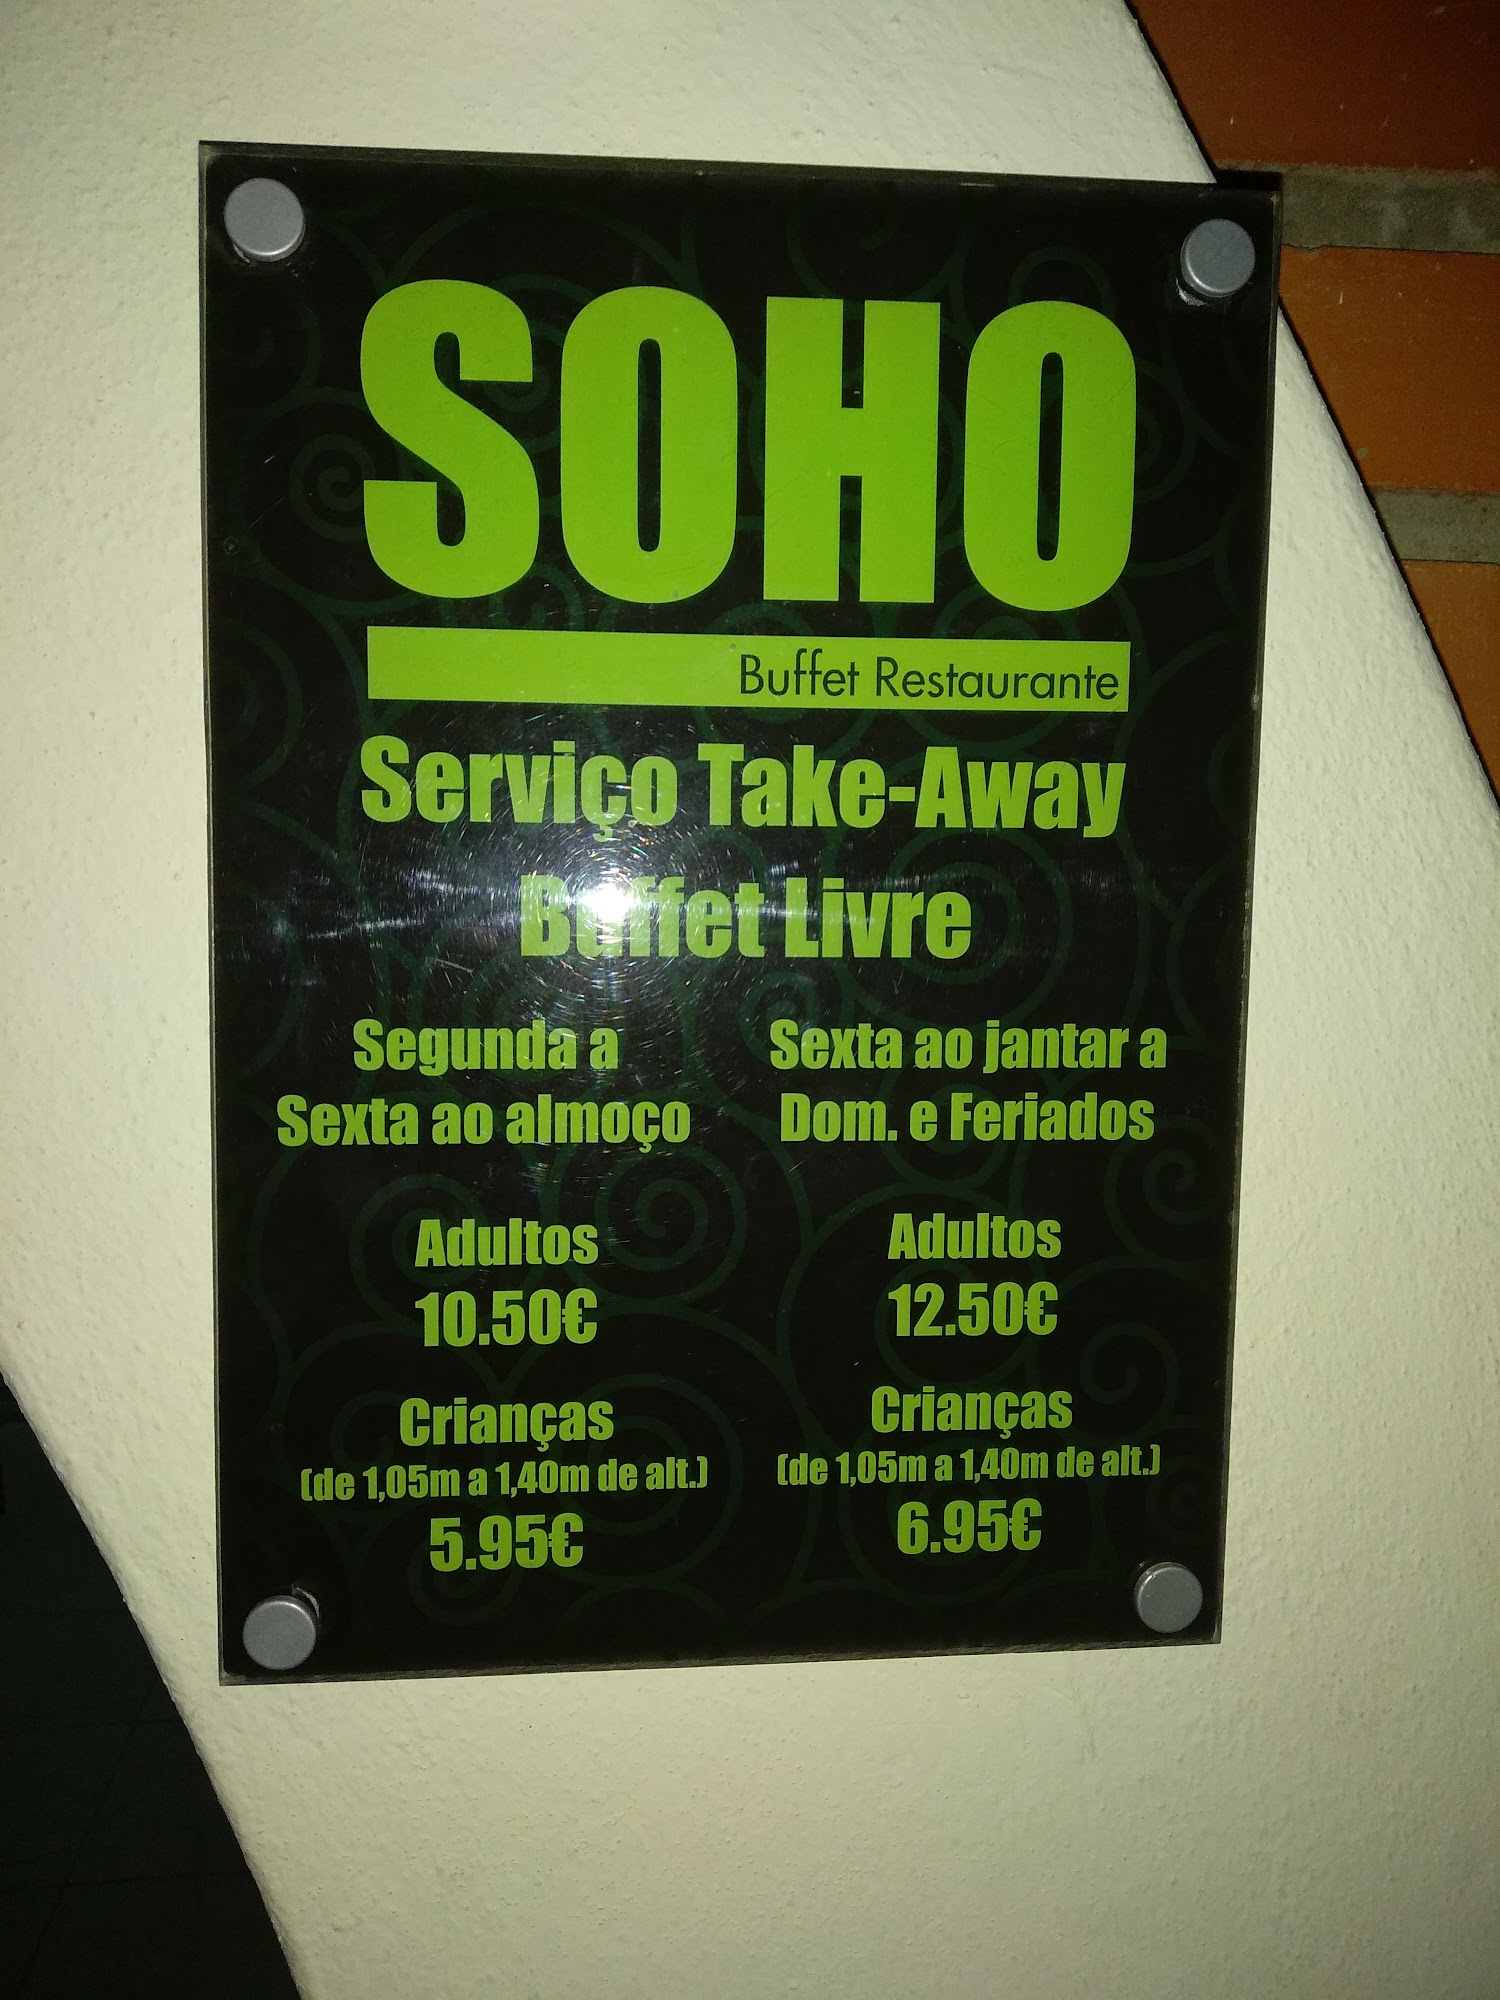 SOHO
Buffet Restaurante
Serviço Take-Away
Buffet Livre
Segunda a
Sexta ao almoço
Adultos
10.50€
Crianças
(de 1,05m a 1,40m de alt.)
5.95€
Sexta ao jantar a
Dom. e Feriados
Adultos
12.50€
Crianças
(de 1,05m a 1,40m de alt.)
6.95€